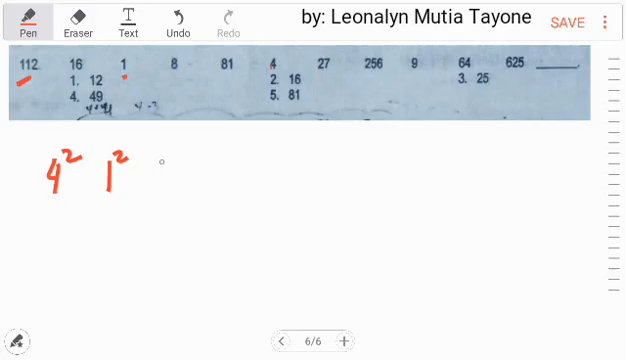 by: Leonalyn Mutia Tayone
SAVE
Pen Eraser Text Undo Redo
112. 16 1 8 81 4 27 256 9 64 625 ______
1. 12 2. 16 3. 25
4. 49 5. 81
4² 1²
6/6